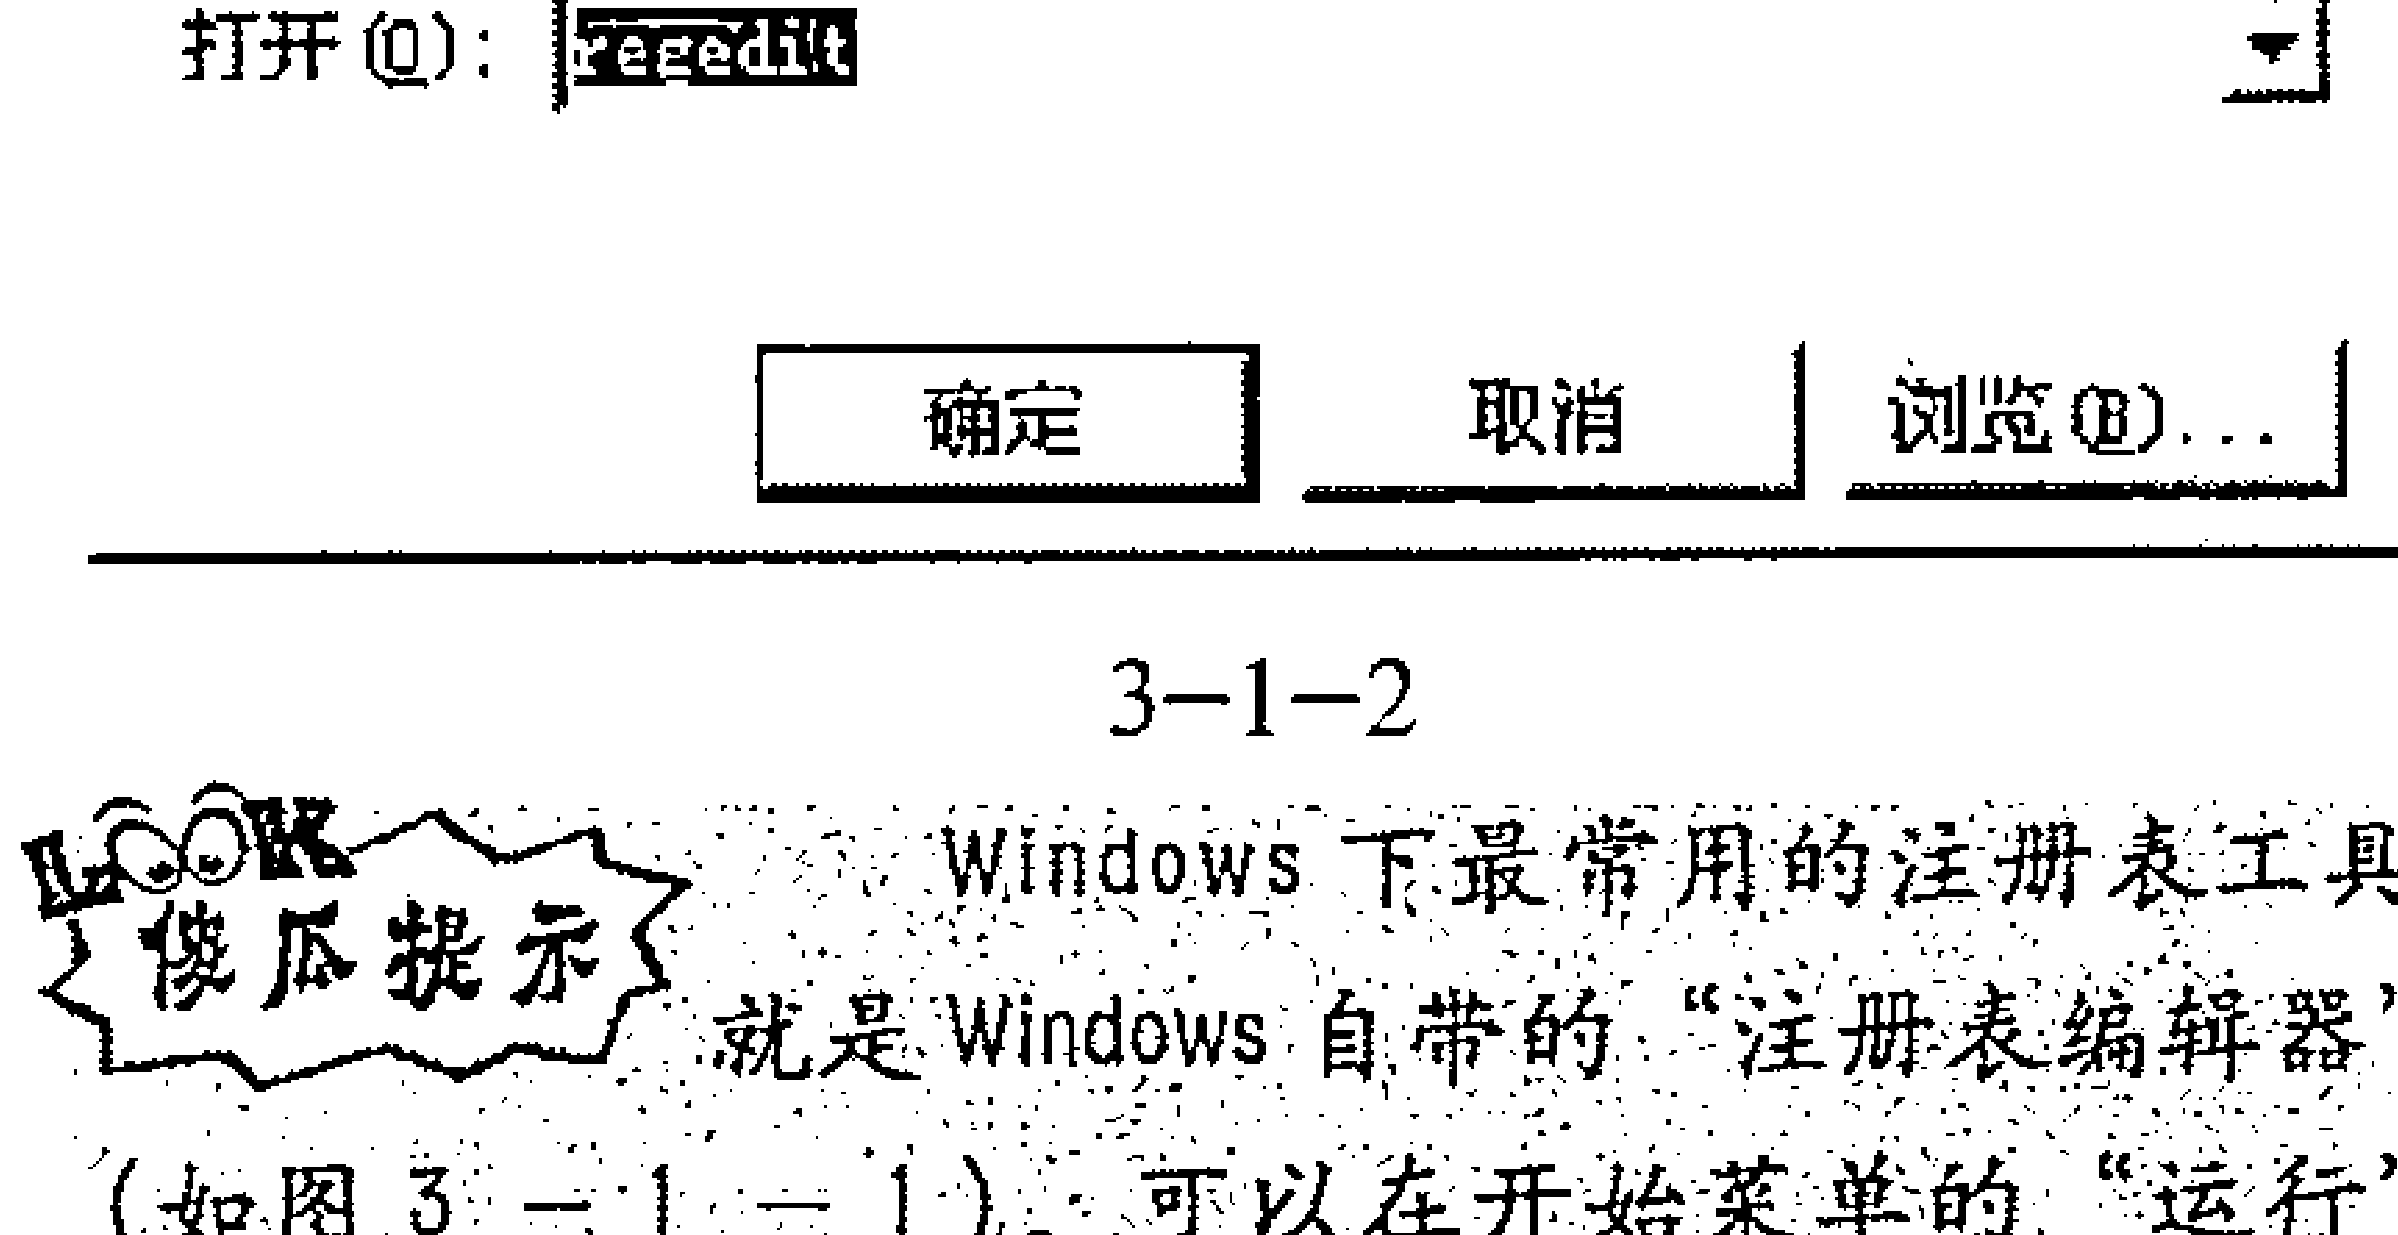 打开(O): regedit
确定 取消 浏览(B)...
3-1-2
LOOK
傻瓜提示
Windows 下最常用的注册表工具
就是 Windows 自带的 “注册表编辑器”
(如图 3 - 1 - 1)。可以在开始菜单的 “运行”